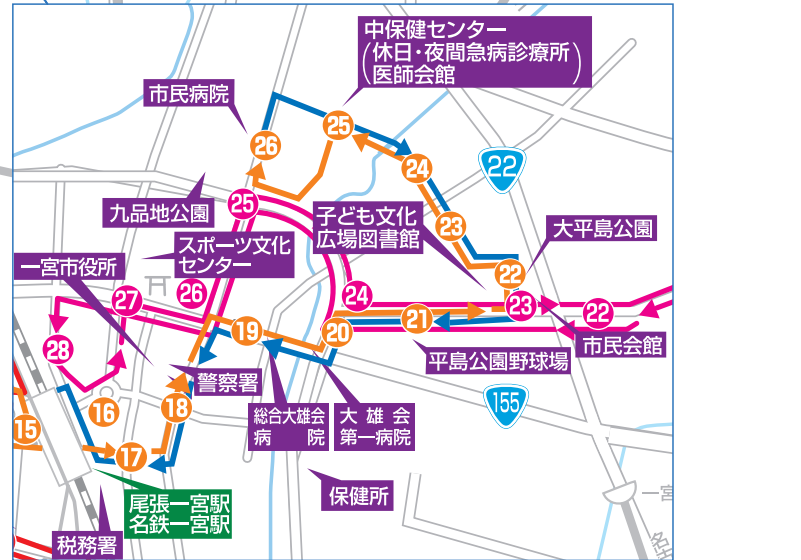 中保健センター
(休日・夜間急病診療所)
医師会館
市民病院
25
26
24
22
九品地公園
25
子ども文化
広場図書館
23
大平島公園
スポーツ文化
センター
一宮市役所
22
26
27
24
23
22
19
20
21
市民会館
28
平島公園野球場
警察署
155
16
18
総合大雄会
病院
大雄会
第一病院
15
17
保健所
尾張一宮駅
名鉄一宮駅
一宮
税務署